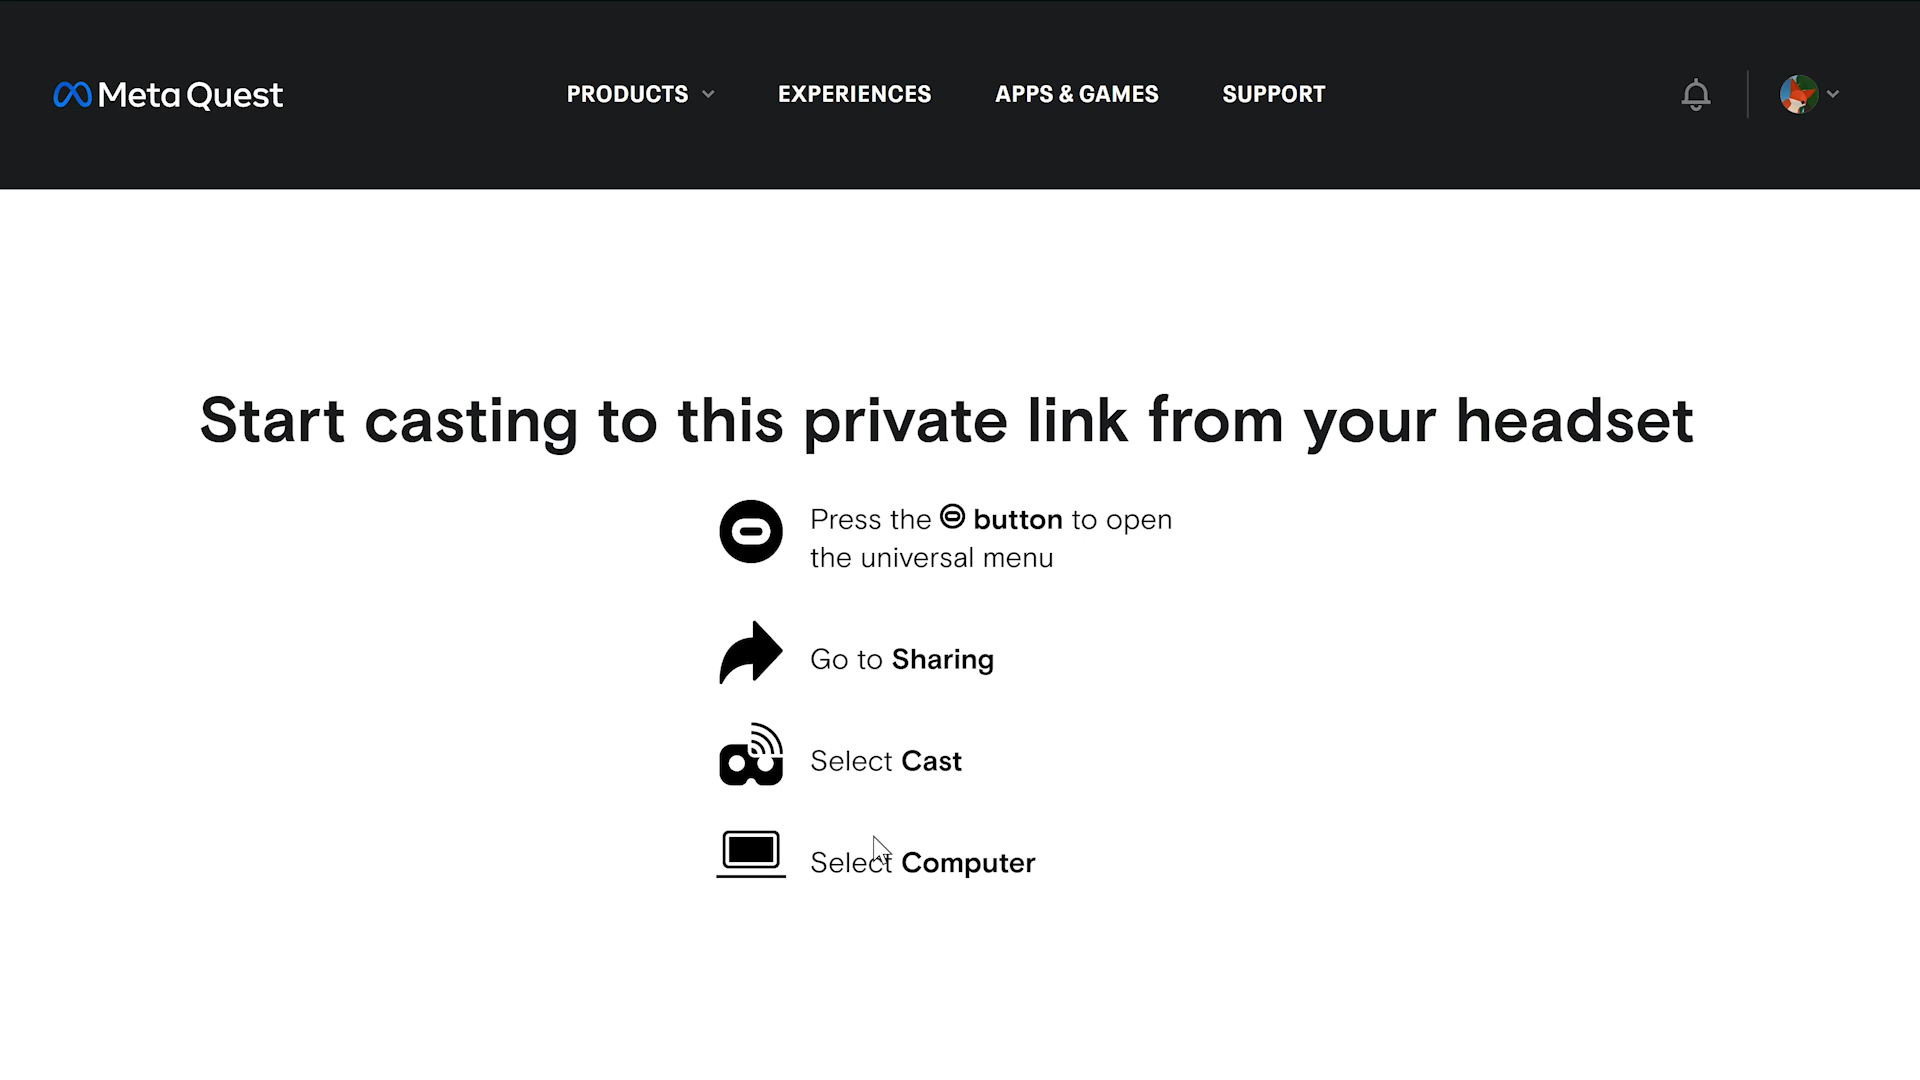 Meta Quest
PRODUCTS
EXPERIENCES
APPS & GAMES
SUPPORT
Start casting to this private link from your headset
Press the button to open
the universal menu
Go to Sharing
Select Cast
Select Computer